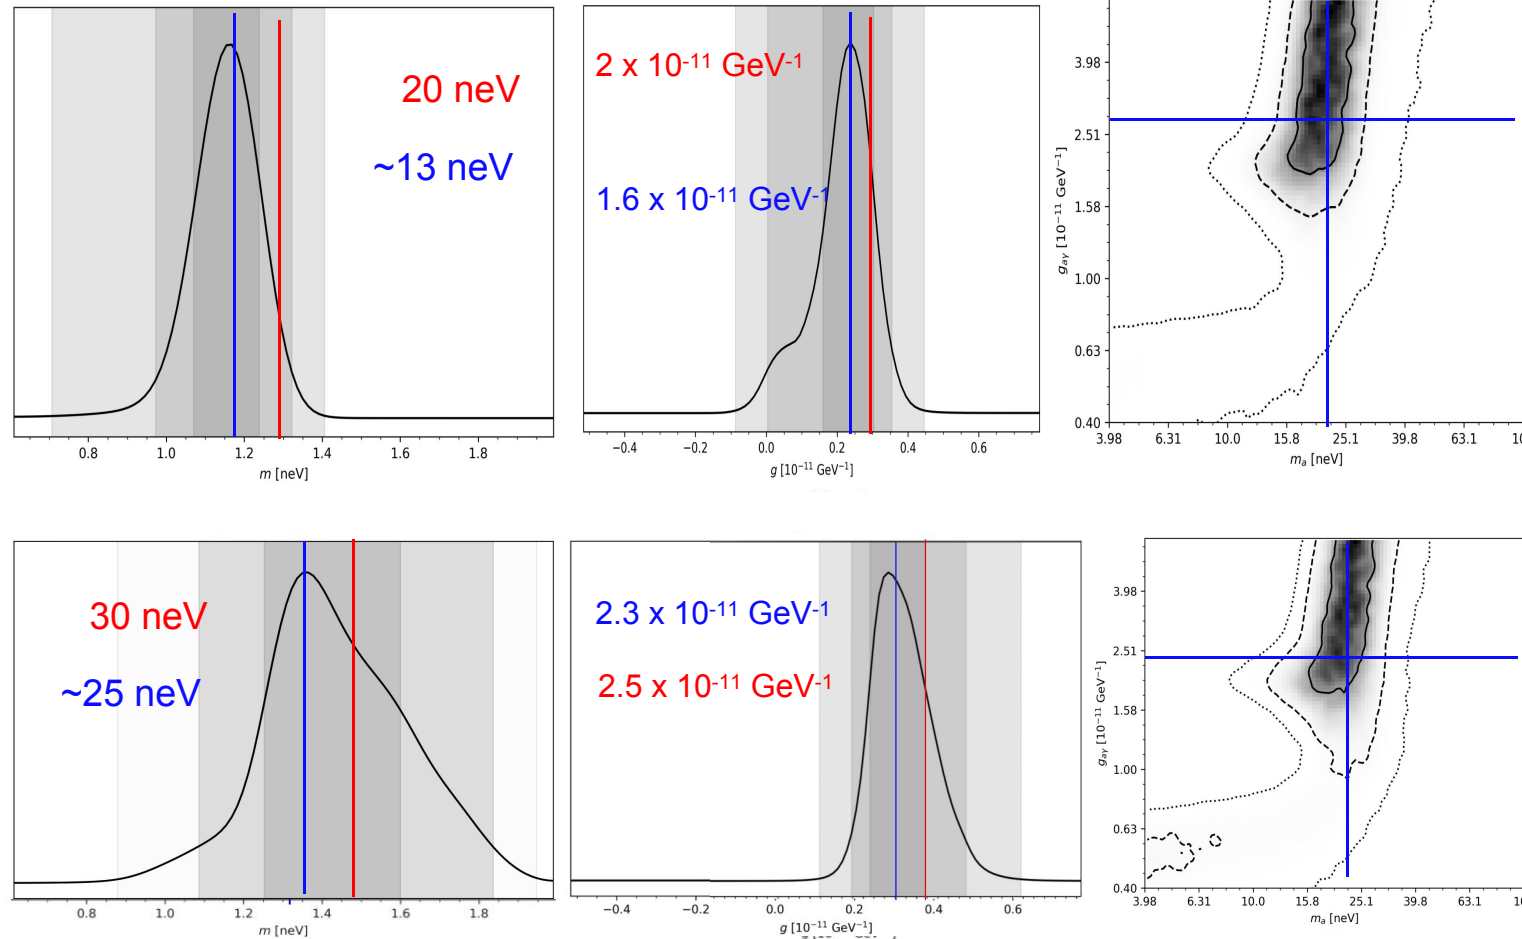 20 neV
~13 neV
0.8 1.0 1.2 1.4 1.6 1.8
m [neV]
2 x 10-11 GeV-1
1.6 x 10-11 GeV-1
−0.4 −0.2 0.0 0.2 0.4 0.6
g [10−11 GeV−1]
3.98
2.51
1.58
1.00
0.63
0.40
gaγ [10−11 GeV−1]
3.98 6.31 10.0 15.8 25.1 39.8 63.1 10
ma [neV]
30 neV
~25 neV
0.8 1.0 1.2 1.4 1.6 1.8
m [neV]
2.3 x 10-11 GeV-1
2.5 x 10-11 GeV-1
−0.4 −0.2 0.0 0.2 0.4 0.6
g [10−11 GeV−1]
3.98
2.51
1.58
1.00
0.63
0.40
gaγ [10−11 GeV−1]
3.98 6.31 10.0 15.8 25.1 39.8 63.1 10
ma [neV]